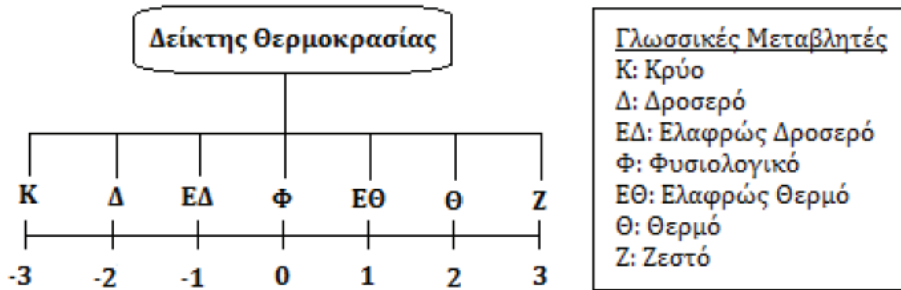 Δείκτης Θερμοκρασίας
Κ Δ ΕΔ Φ ΕΘ Θ Ζ
-3 -2 -1 0 1 2 3
Γλωσσικές Μεταβλητές
Κ: Κρύο
Δ: Δροσερό
ΕΔ: Ελαφρώς Δροσερό
Φ: Φυσιολογικό
ΕΘ: Ελαφρώς Θερμό
Θ: Θερμό
Ζ: Ζεστό